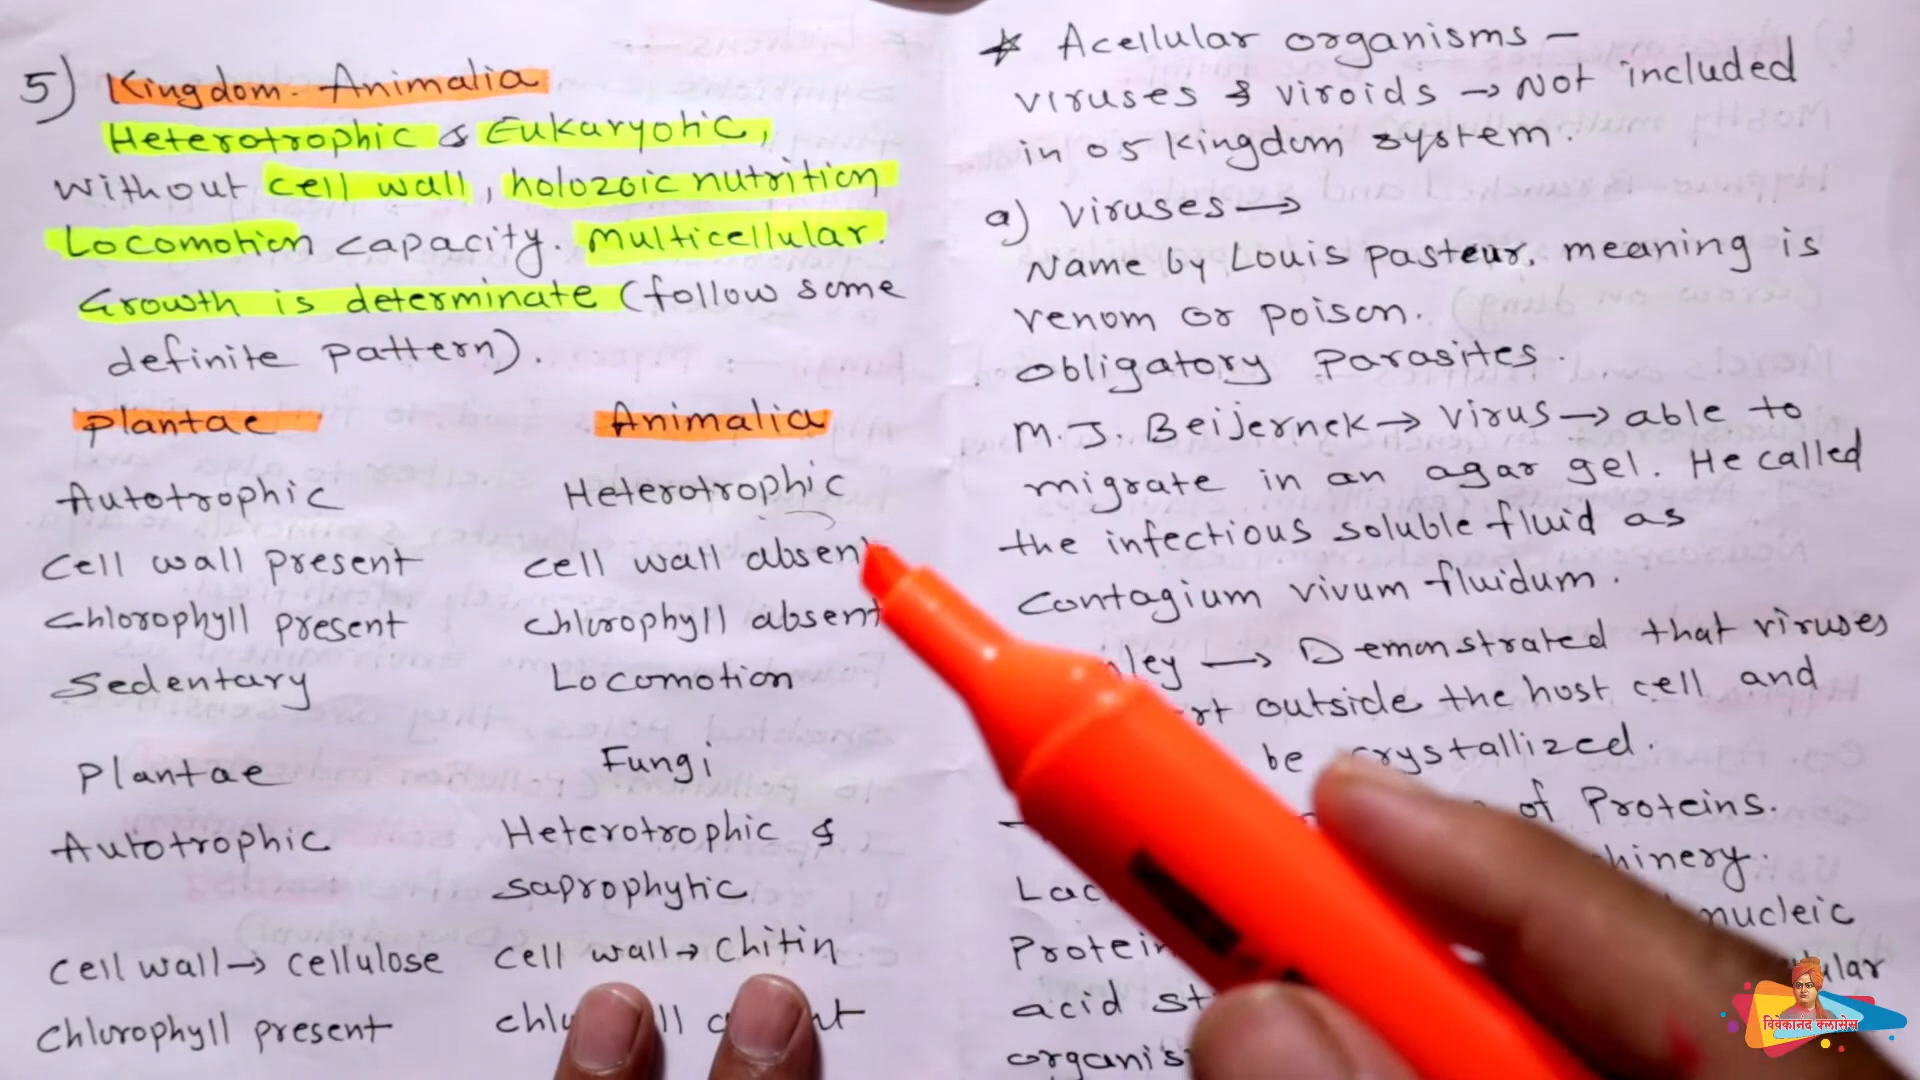 5) Kingdom. Animalia
Heterotrophic & Eukaryotic,
without cell wall, holozoic nutrition
Locomotion capacity. Multicellular.
Growth is determinate (follow some
definite pattern).
Plantae Animalia
Autotrophic Heterotrophic
Cell wall present Cell wall absent
Chlorophyll present Chlorophyll absent
Sedentary Locomotion
Plantae Fungi
Autotrophic Heterotrophic &
saprophytic
Cell wall → cellulose Cell wall → chitin
Chlorophyll present
* Acellular organisms –
viruses & viroids → Not included
in 05 Kingdom system.
a) Viruses →
Name by Louis Pasteur. meaning is
venom or poison.
Obligatory Parasites.
M. J. Beijernek → Virus → able to
migrate in an agar gel. He called
the infectious soluble fluid as
Contagium vivum fluidum.
→ Demonstrated that viruses
outside the host cell and
be crystallized.
of Proteins.
nucleic
acid
विवेकानंद क्लासेस